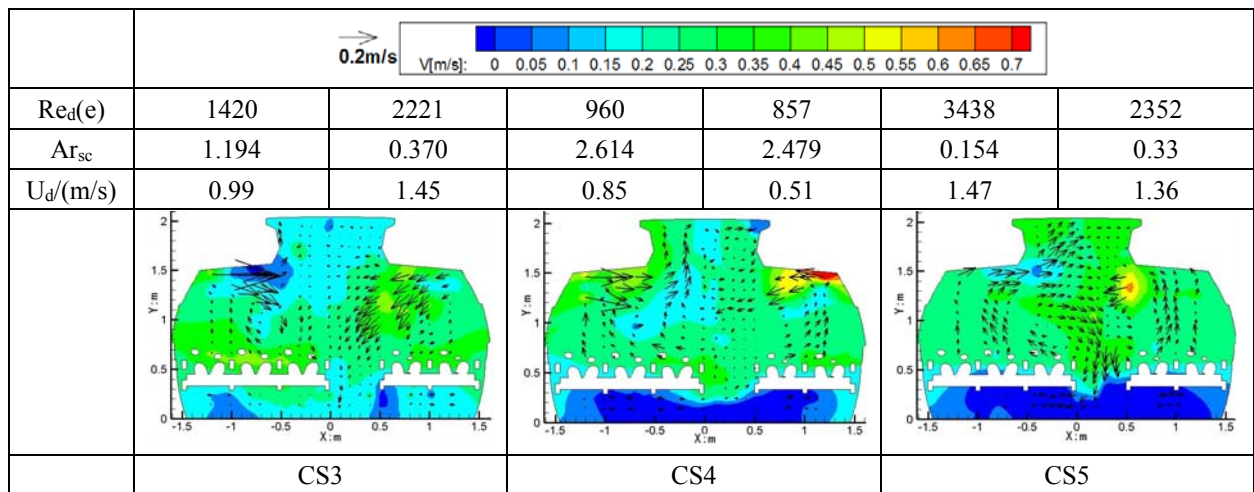 0.2m/s
V[m/s]: 0 0.05 0.1 0.15 0.2 0.25 0.3 0.35 0.4 0.45 0.5 0.55 0.6 0.65 0.7
Red(e) 1420 2221 960 857 3438 2352
Arsc 1.194 0.370 2.614 2.479 0.154 0.33
Ud/(m/s) 0.99 1.45 0.85 0.51 1.47 1.36
2
1.5
Y:m
1
0.5
0
-1.5 -1 -0.5 0 0.5 1 1.5
X:m
2
1.5
Y:m
1
0.5
0
-1.5 -1 -0.5 0 0.5 1 1.5
X:m
2
1.5
Y:m
1
0.5
0
-1.5 -1 -0.5 0 0.5 1 1.5
X:m
CS3 CS4 CS5